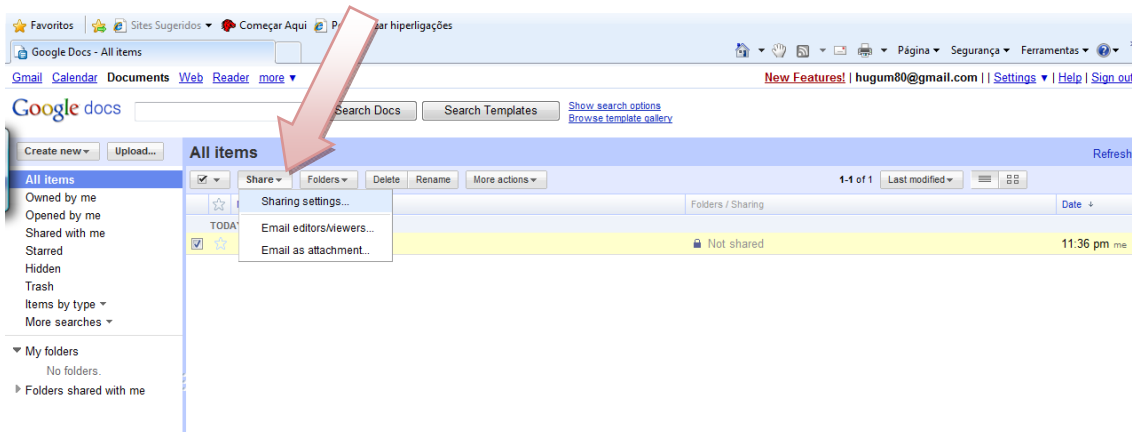 Favoritos Sites Sugeridos Começar Aqui
Google Docs - All items Página Segurança Ferramentas
Gmail Calendar Documents Web Reader more New Features! | hugum80@gmail.com | | Settings | Help | Sign out
Google docs Search Docs Search Templates Show search options
Browse template gallery
Create new Upload... All items Refresh
All items Share Folders Delete Rename More actions 1-1 of 1 Last modified
Owned by me Sharing settings... Folders / Sharing Date
Opened by me
Shared with me Email editors/viewers...
Starred Email as attachment... Not shared 11:36 pm me
Hidden
Trash
Items by type
More searches
My folders
No folders.
Folders shared with me